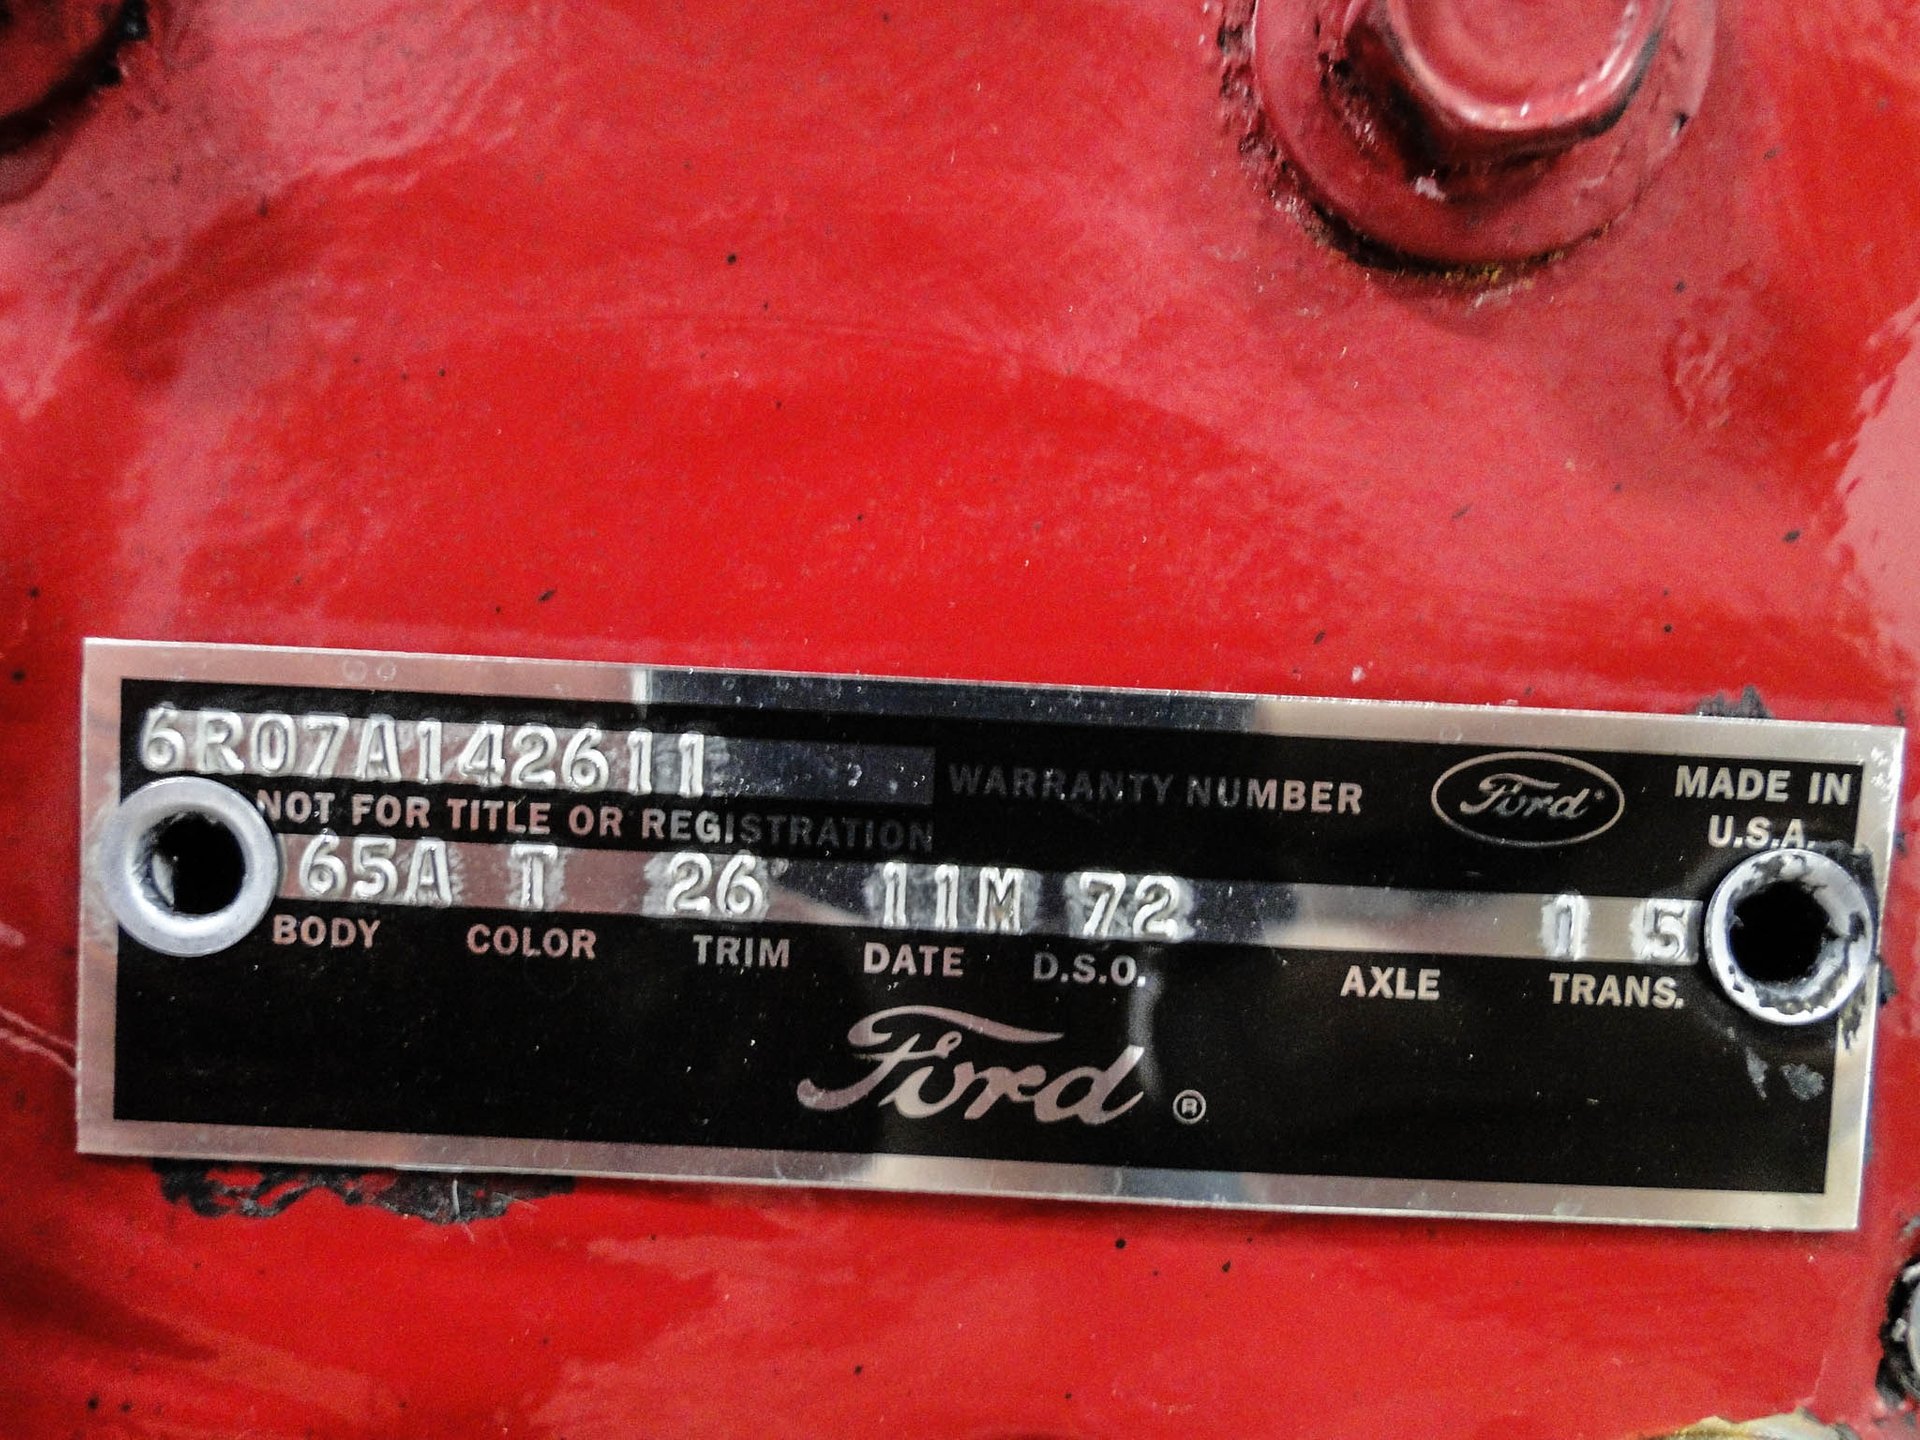 6R07A142611
WARRANTY NUMBER
Ford
MADE IN
U.S.A.
NOT FOR TITLE OR REGISTRATION
65A T 26 11M 72 1 5
BODY COLOR TRIM DATE D.S.O. AXLE TRANS.
Ford ®